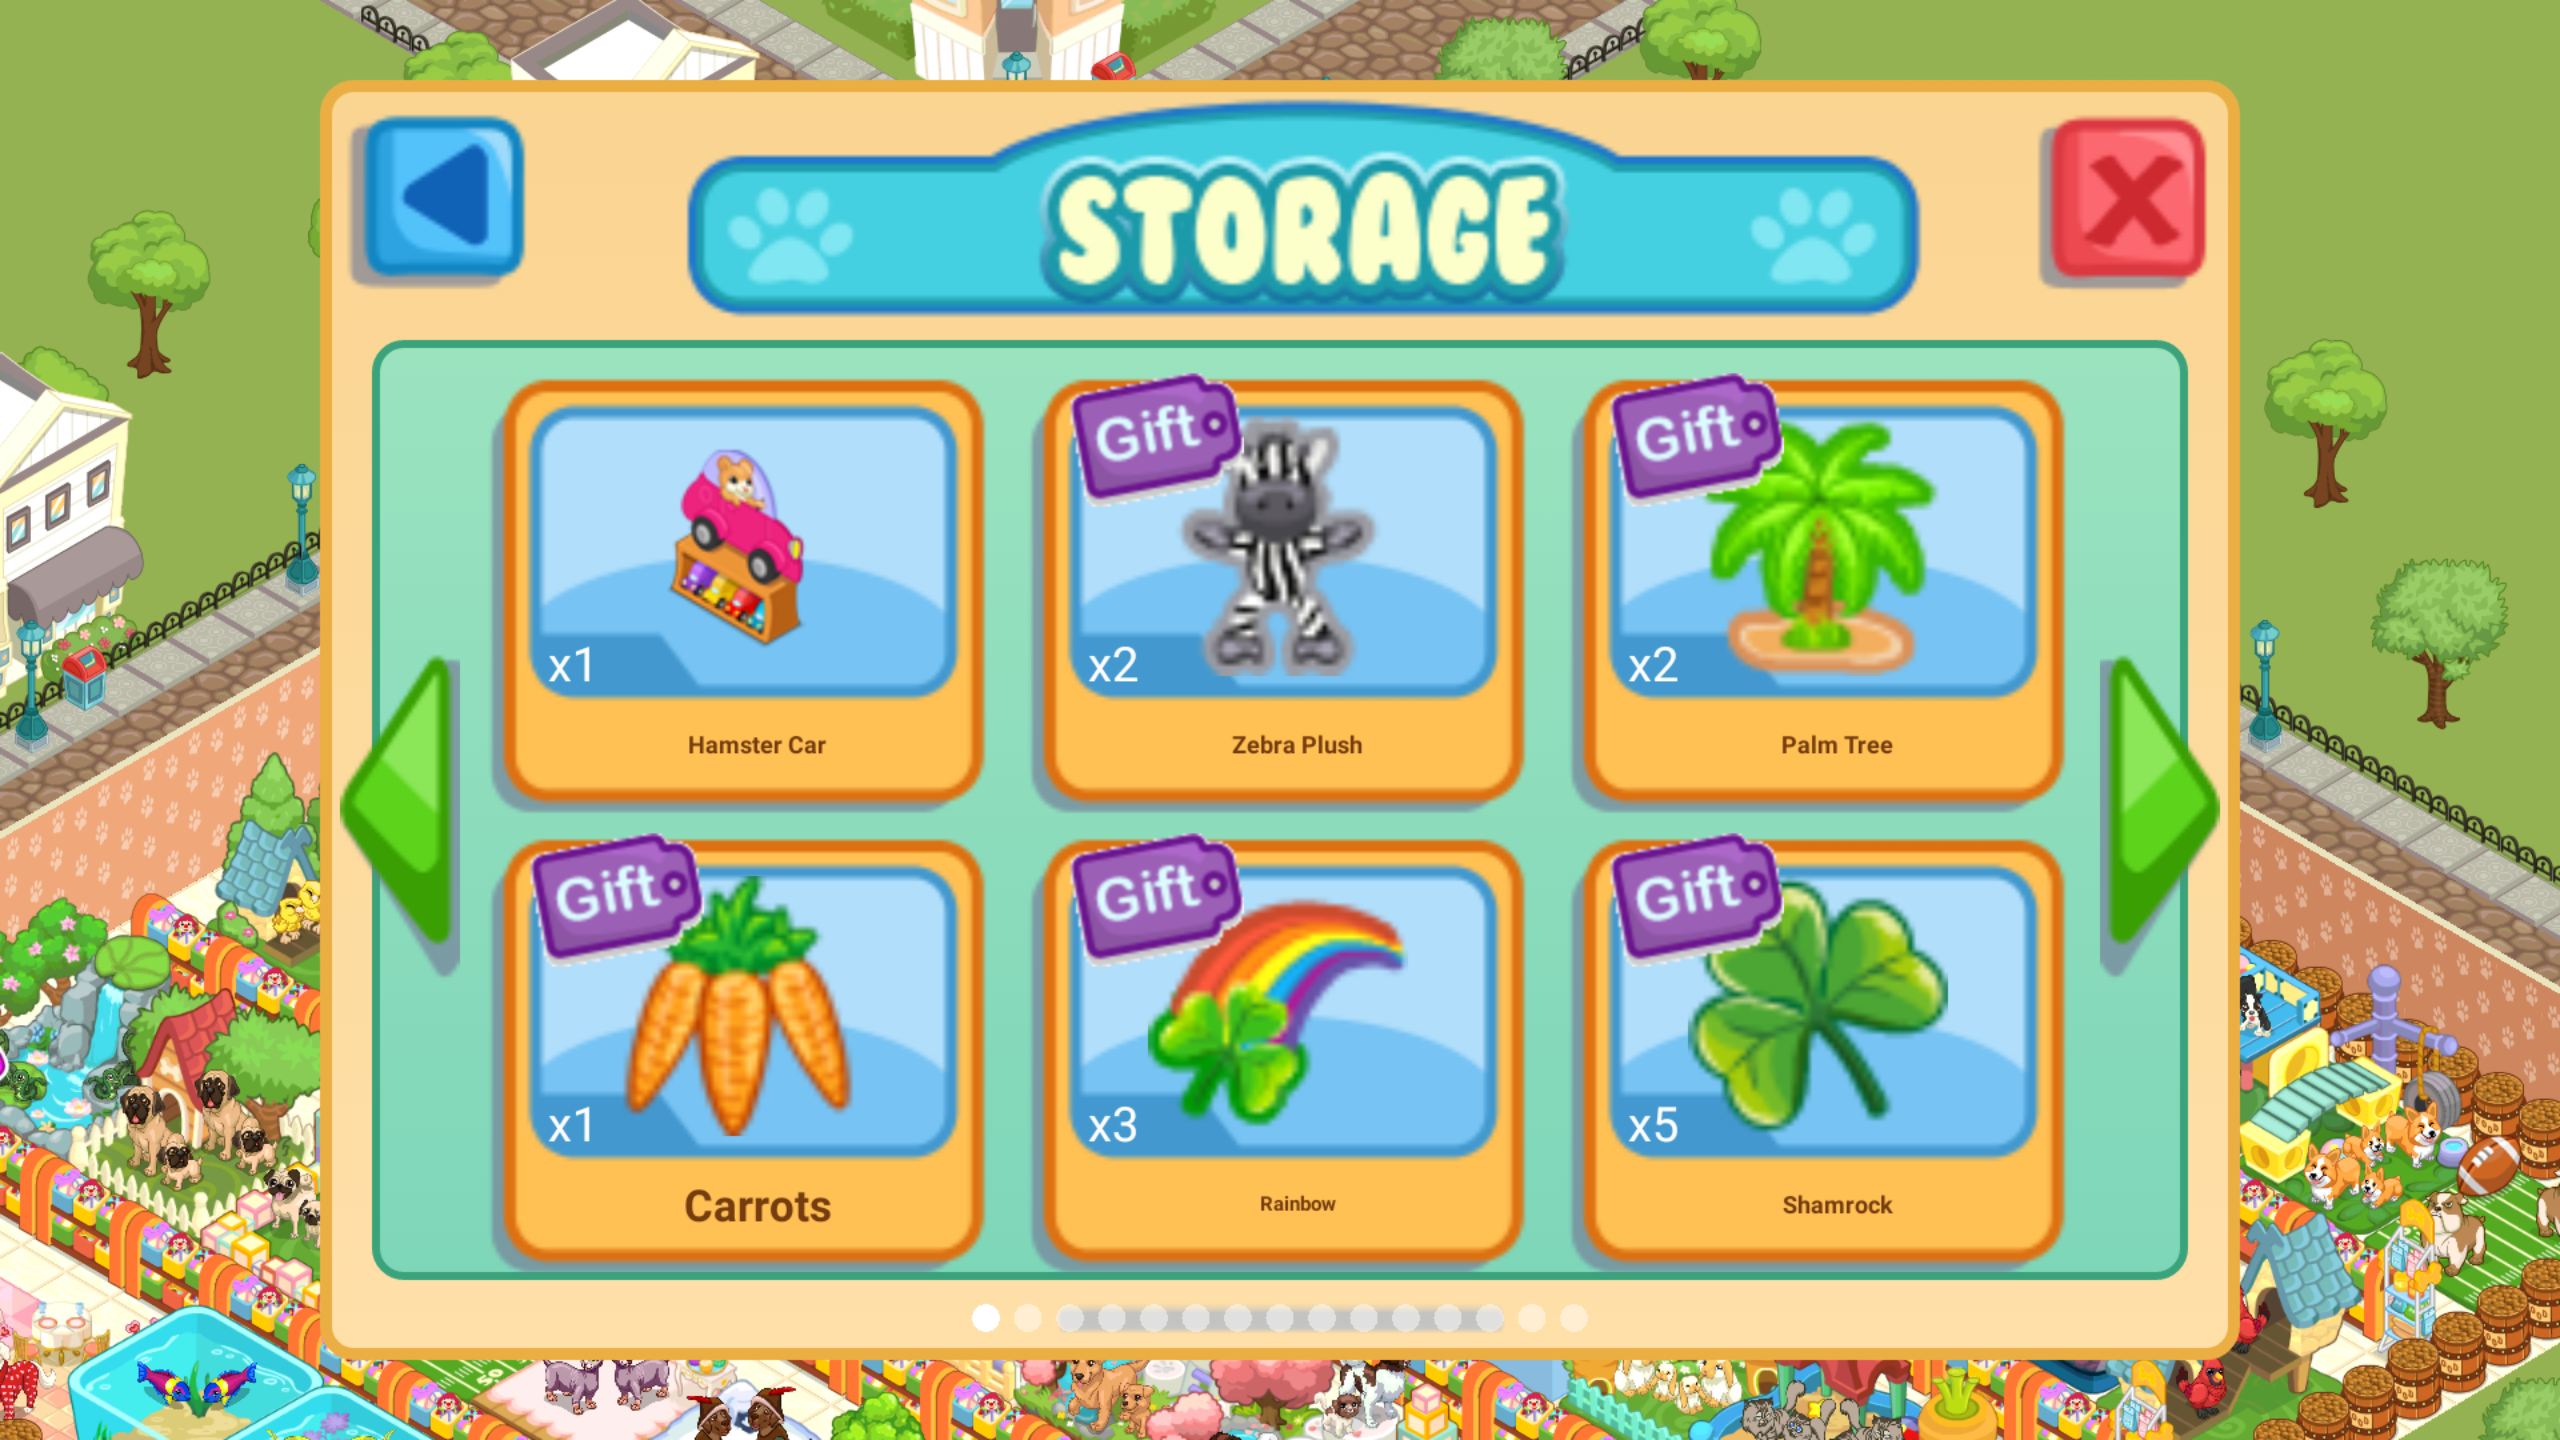 STORAGE
x1
Hamster Car
Gift
x2
Zebra Plush
Gift
x2
Palm Tree
Gift
x1
Carrots
Gift
x3
Rainbow
Gift
x5
Shamrock
50